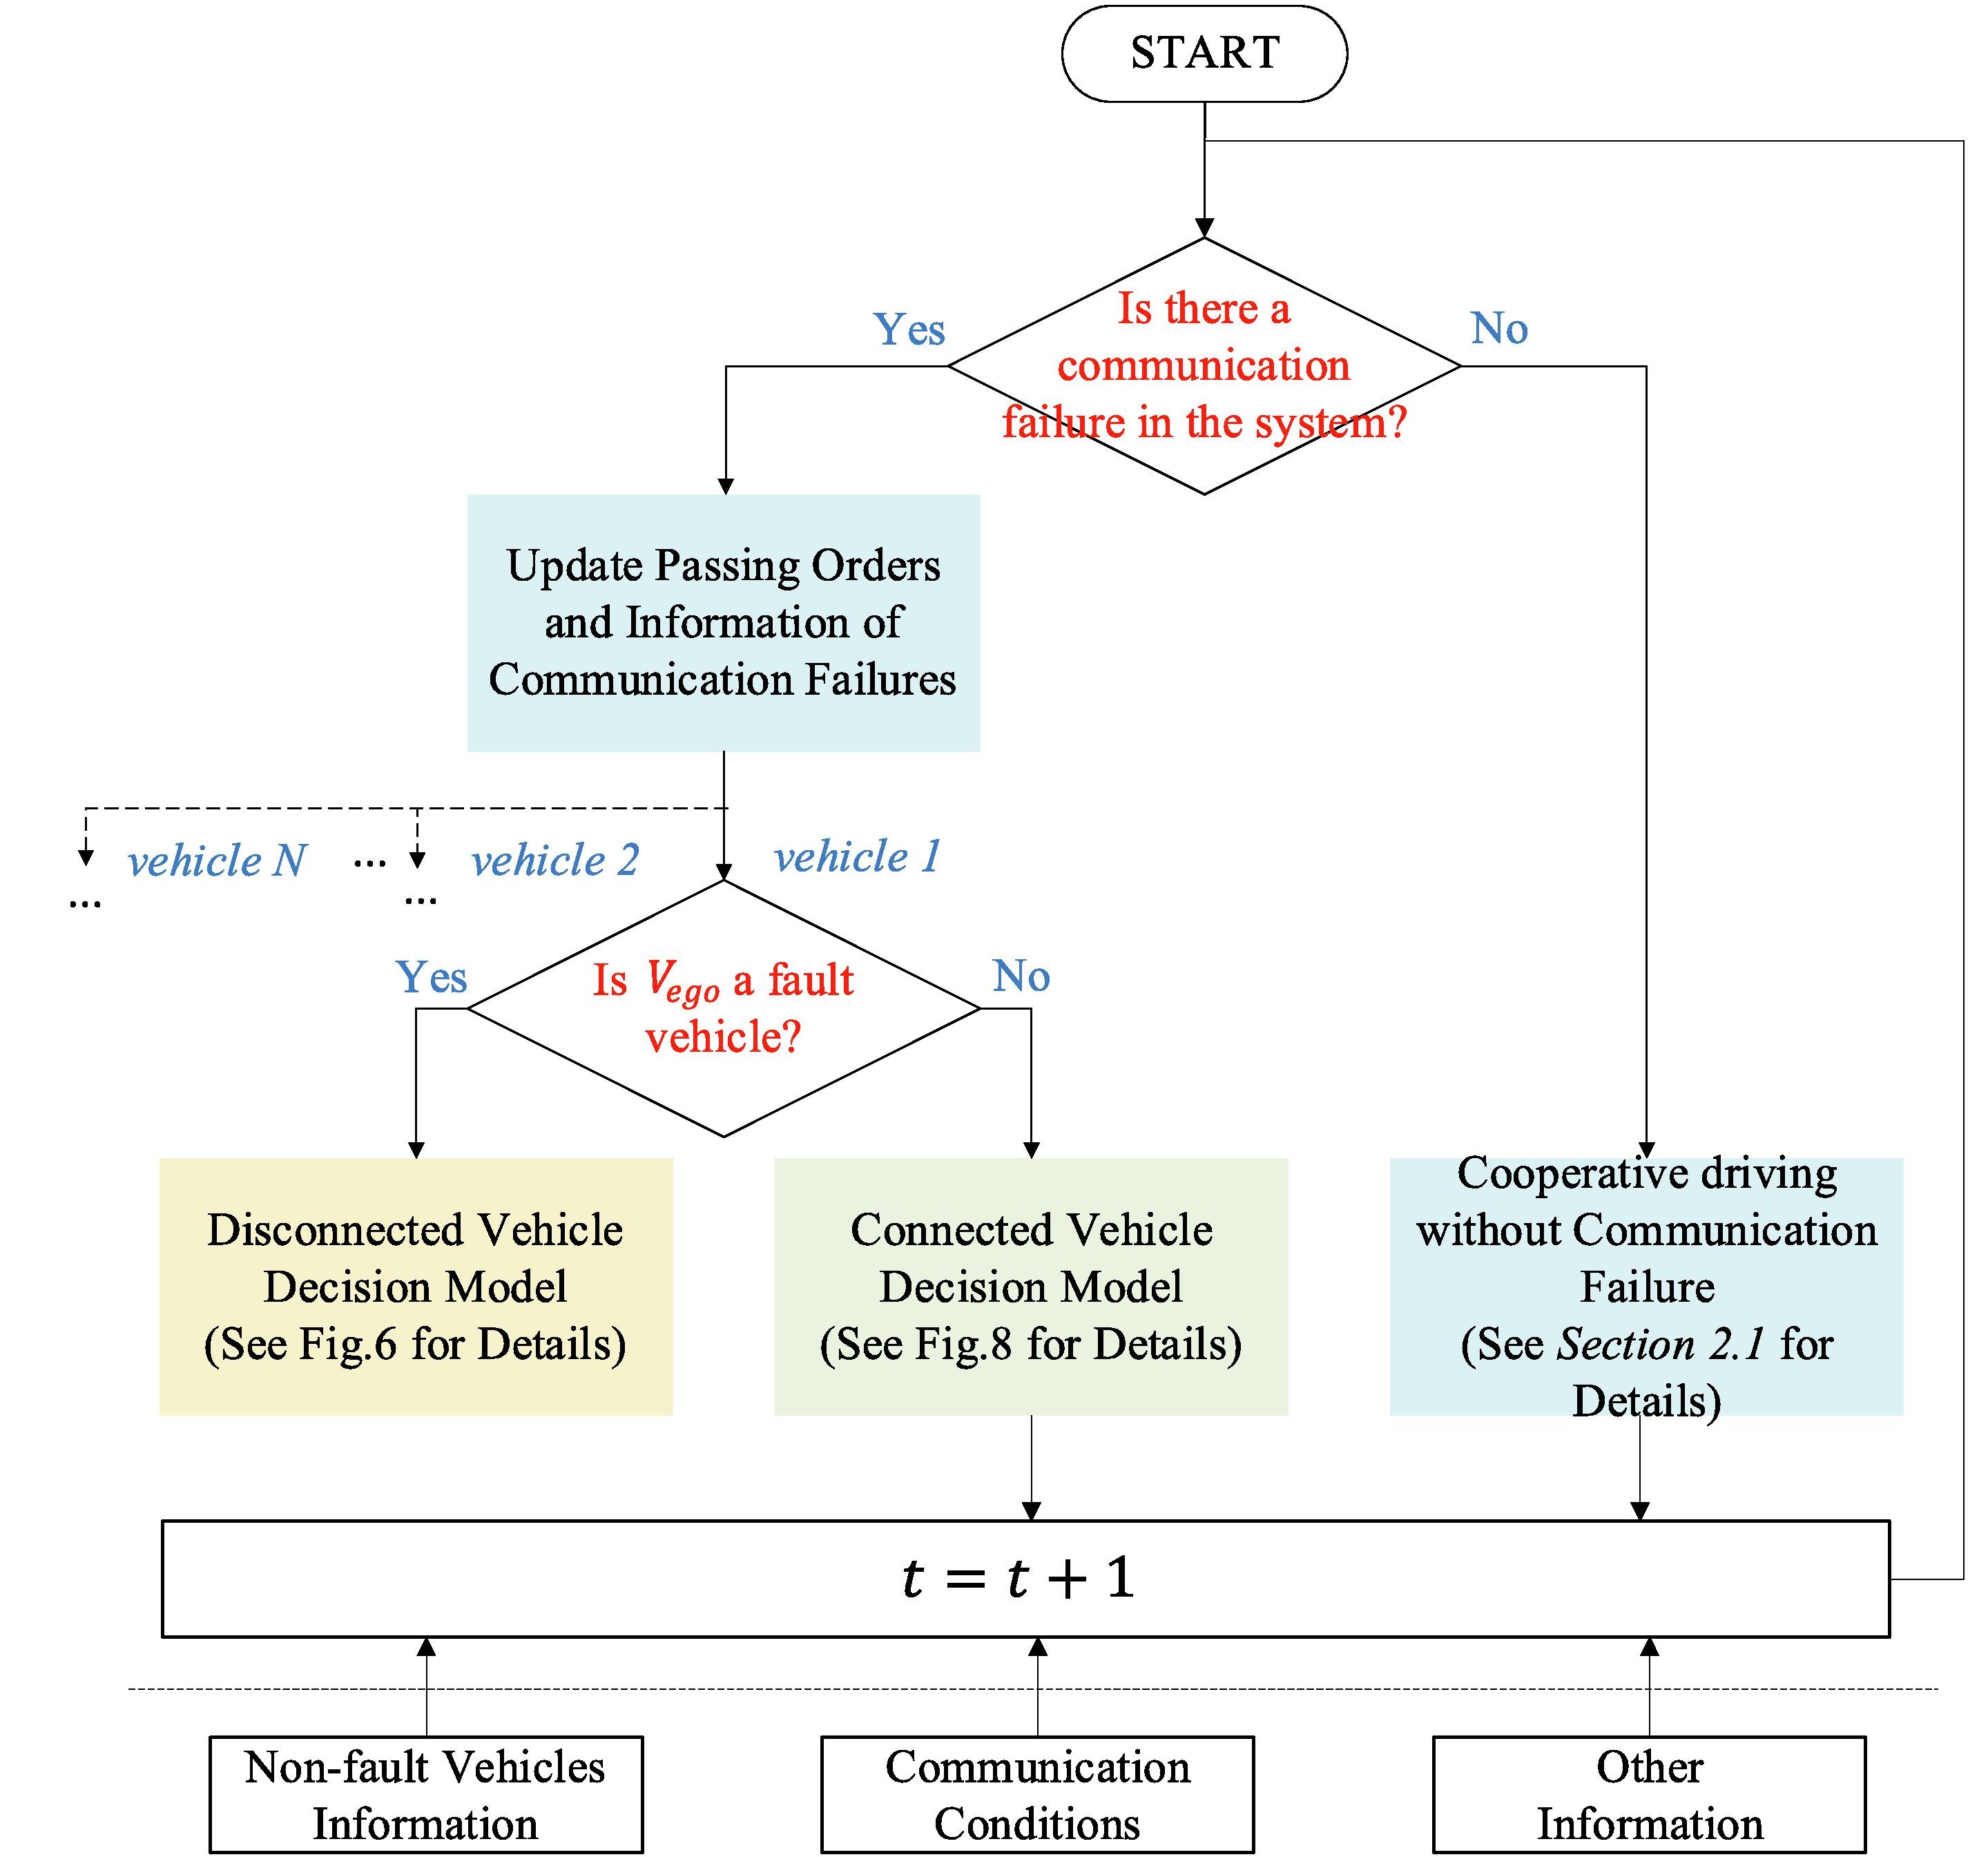 START
Is there a
communication
failure in the system?
Yes
No
Update Passing Orders
and Information of
Communication Failures
vehicle N
...
vehicle 2
vehicle 1
...
...
Is V_ego a fault
vehicle?
Yes
No
Disconnected Vehicle
Decision Model
(See Fig.6 for Details)
Connected Vehicle
Decision Model
(See Fig.8 for Details)
Cooperative driving
without Communication
Failure
(See Section 2.1 for
Details)
t = t + 1
Non-fault Vehicles
Information
Communication
Conditions
Other
Information